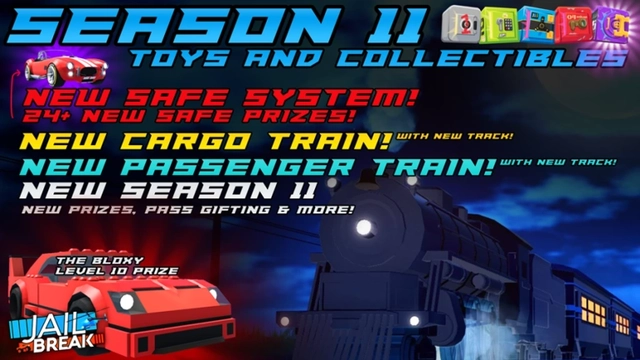 SEASON 11
TOYS AND COLLECTIBLES
NEW SAFE SYSTEM!
24+ NEW SAFE PRIZES!
NEW CARGO TRAIN! WITH NEW TRACK!
NEW PASSENGER TRAIN! WITH NEW TRACK!
NEW SEASON 11
NEW PRIZES, PASS GIFTING & MORE!
THE BLOXY
LEVEL 10 PRIZE
JAIL
BREAK